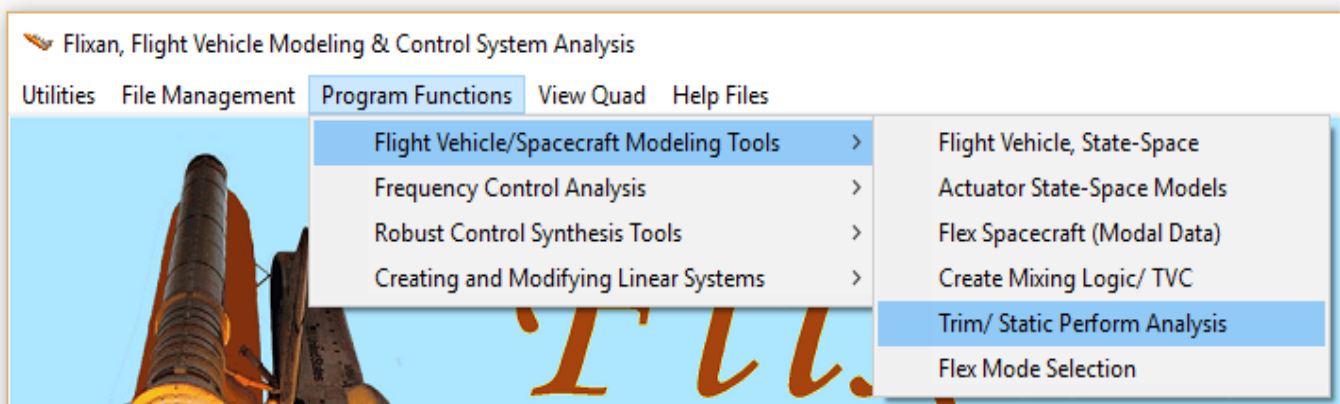 Flixan, Flight Vehicle Modeling & Control System Analysis
Utilities File Management Program Functions View Quad Help Files
Flight Vehicle/Spacecraft Modeling Tools >
Frequency Control Analysis >
Robust Control Synthesis Tools >
Creating and Modifying Linear Systems >
Flight Vehicle, State-Space
Actuator State-Space Models
Flex Spacecraft (Modal Data)
Create Mixing Logic/ TVC
Trim/ Static Perform Analysis
Flex Mode Selection